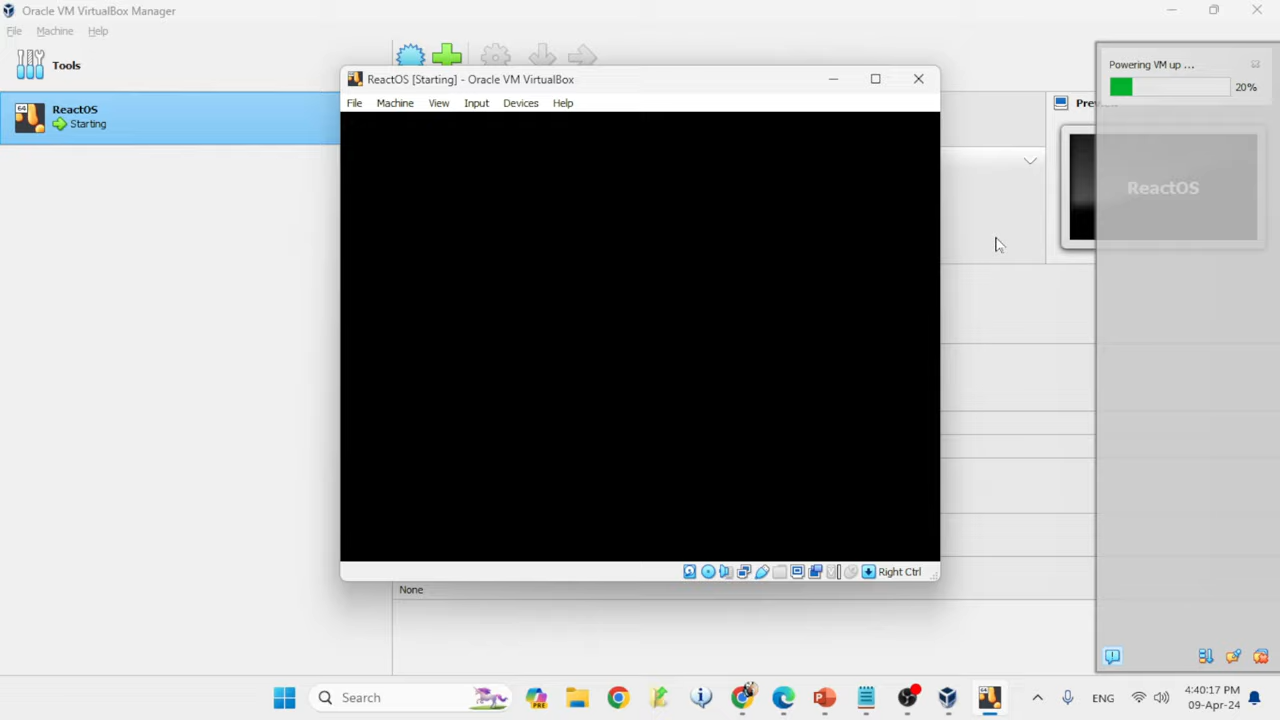 Oracle VM VirtualBox Manager
File Machine Help
Tools
ReactOS
Starting
64
ReactOS [Starting] - Oracle VM VirtualBox
File Machine View Input Devices Help
Right Ctrl
None
Powering VM up ...
20%
ReactOS
Search
PRE
ENG
4:40:17 PM
09-Apr-24